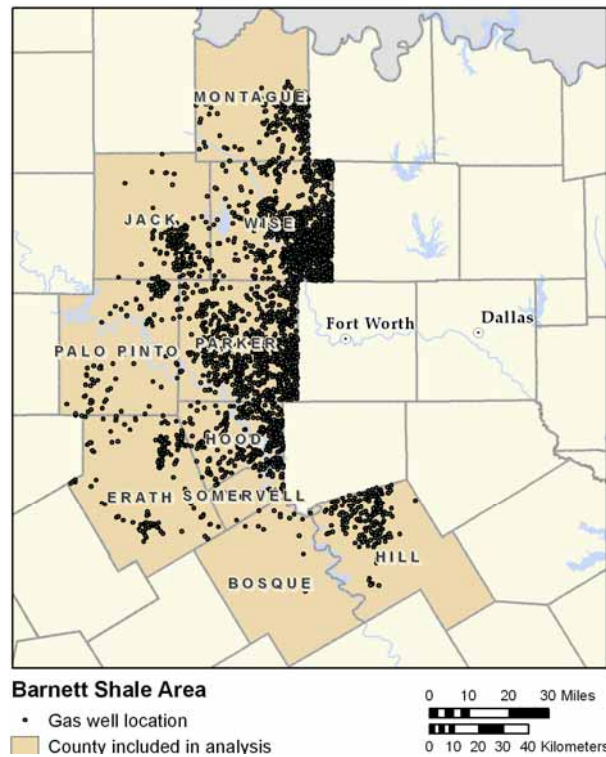 MONTAGUE
JACK
WISE
Fort Worth
Dallas
PALO PINTO
PARKER
HOOD
ERATH
SOMERVELL
HILL
BOSQUE
Barnett Shale Area
Gas well location
County included in analysis
0 10 20 30 Miles
0 10 20 30 40 Kilometers